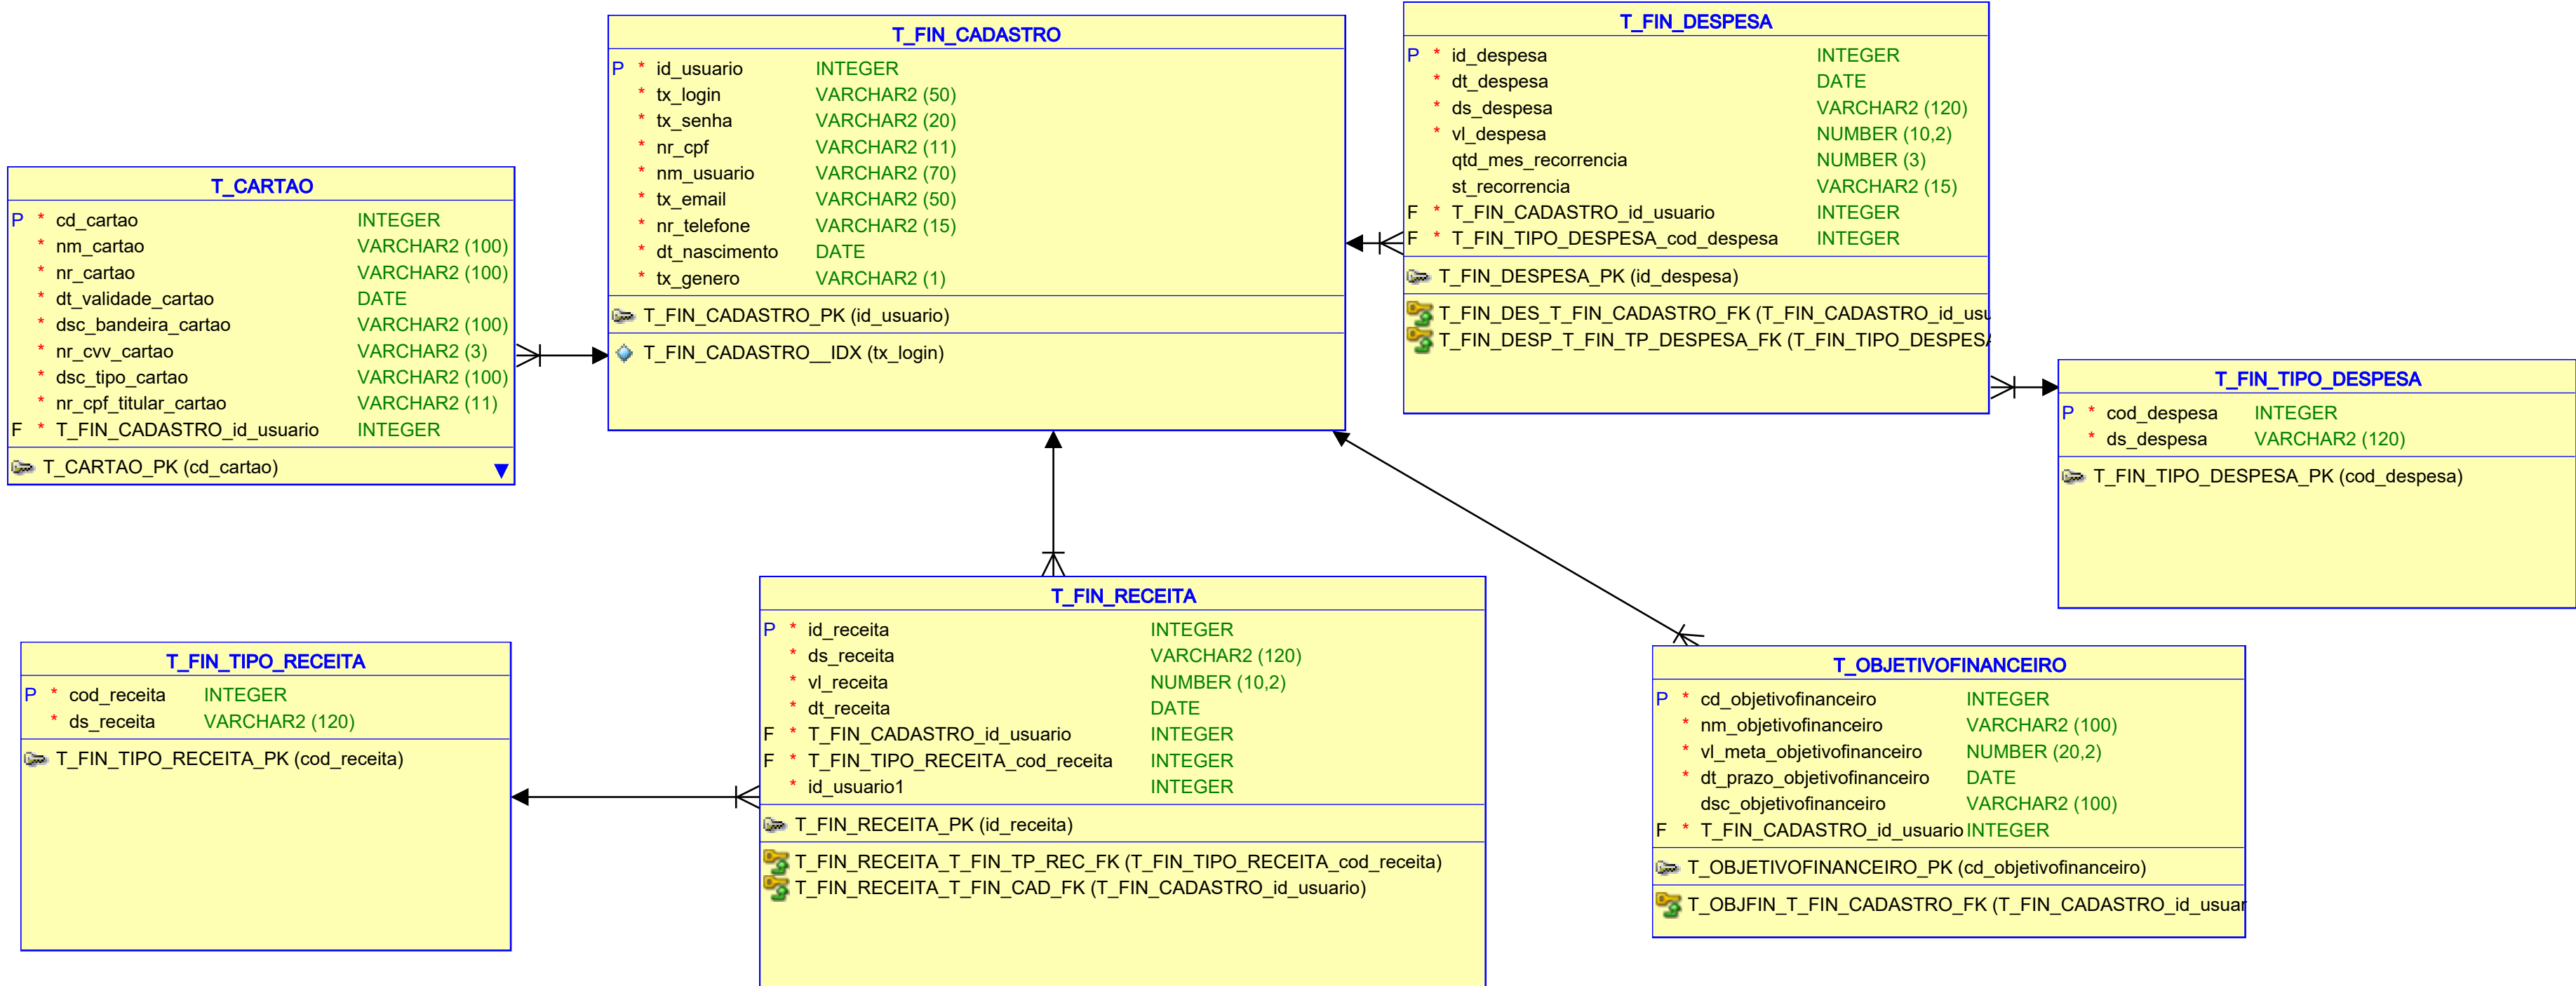 T_CARTAO
P * cd_cartao INTEGER
* nm_cartao VARCHAR2 (100)
* nr_cartao VARCHAR2 (100)
* dt_validade_cartao DATE
* dsc_bandeira_cartao VARCHAR2 (100)
* nr_cvv_cartao VARCHAR2 (3)
* dsc_tipo_cartao VARCHAR2 (100)
* nr_cpf_titular_cartao VARCHAR2 (11)
F * T_FIN_CADASTRO_id_usuario INTEGER
T_CARTAO_PK (cd_cartao)
T_FIN_CADASTRO
P * id_usuario INTEGER
* tx_login VARCHAR2 (50)
* tx_senha VARCHAR2 (20)
* nr_cpf VARCHAR2 (11)
* nm_usuario VARCHAR2 (70)
* tx_email VARCHAR2 (50)
* nr_telefone VARCHAR2 (15)
* dt_nascimento DATE
* tx_genero VARCHAR2 (1)
T_FIN_CADASTRO_PK (id_usuario)
T_FIN_CADASTRO__IDX (tx_login)
T_FIN_DESPESA
P * id_despesa INTEGER
* dt_despesa DATE
* ds_despesa VARCHAR2 (120)
* vl_despesa NUMBER (10,2)
qtd_mes_recorrencia NUMBER (3)
st_recorrencia VARCHAR2 (15)
F * T_FIN_CADASTRO_id_usuario INTEGER
F * T_FIN_TIPO_DESPESA_cod_despesa INTEGER
T_FIN_DESPESA_PK (id_despesa)
T_FIN_DES_T_FIN_CADASTRO_FK (T_FIN_CADASTRO_id_usu
T_FIN_DESP_T_FIN_TP_DESPESA_FK (T_FIN_TIPO_DESPESA
T_FIN_TIPO_DESPESA
P * cod_despesa INTEGER
* ds_despesa VARCHAR2 (120)
T_FIN_TIPO_DESPESA_PK (cod_despesa)
T_FIN_TIPO_RECEITA
P * cod_receita INTEGER
* ds_receita VARCHAR2 (120)
T_FIN_TIPO_RECEITA_PK (cod_receita)
T_FIN_RECEITA
P * id_receita INTEGER
* ds_receita VARCHAR2 (120)
* vl_receita NUMBER (10,2)
* dt_receita DATE
F * T_FIN_CADASTRO_id_usuario INTEGER
F * T_FIN_TIPO_RECEITA_cod_receita INTEGER
* id_usuario1 INTEGER
T_FIN_RECEITA_PK (id_receita)
T_FIN_RECEITA_T_FIN_TP_REC_FK (T_FIN_TIPO_RECEITA_cod_receita)
T_FIN_RECEITA_T_FIN_CAD_FK (T_FIN_CADASTRO_id_usuario)
T_OBJETIVOFINANCEIRO
P * cd_objetivofinanceiro INTEGER
* nm_objetivofinanceiro VARCHAR2 (100)
* vl_meta_objetivofinanceiro NUMBER (20,2)
* dt_prazo_objetivofinanceiro DATE
dsc_objetivofinanceiro VARCHAR2 (100)
F * T_FIN_CADASTRO_id_usuario INTEGER
T_OBJETIVOFINANCEIRO_PK (cd_objetivofinanceiro)
T_OBJFIN_T_FIN_CADASTRO_FK (T_FIN_CADASTRO_id_usuar